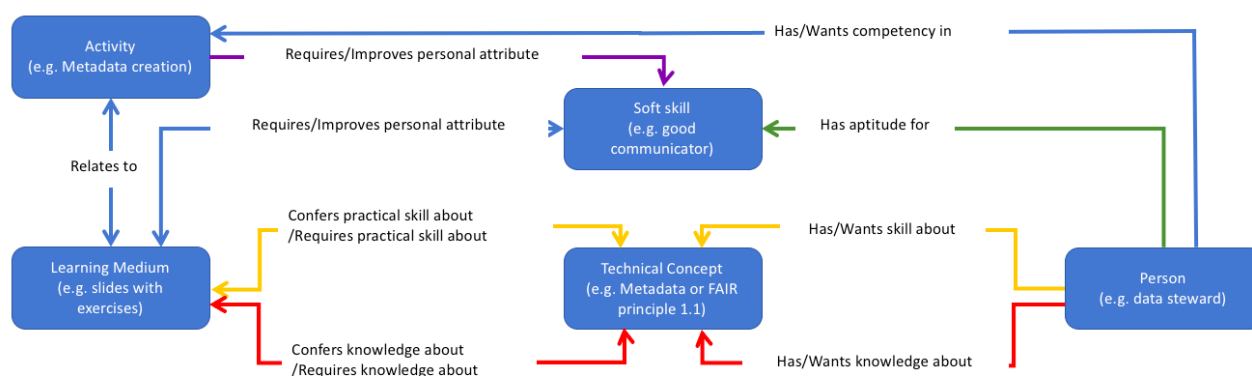 Activity
(e.g. Metadata creation)
Requires/Improves personal attribute
Has/Wants competency in
Soft skill
(e.g. good
communicator)
Requires/Improves personal attribute
Has aptitude for
Relates to
Confers practical skill about
/Requires practical skill about
Has/Wants skill about
Learning Medium
(e.g. slides with
exercises)
Technical Concept
(e.g. Metadata or FAIR
principle 1.1)
Person
(e.g. data steward)
Confers knowledge about
/Requires knowledge about
Has/Wants knowledge about